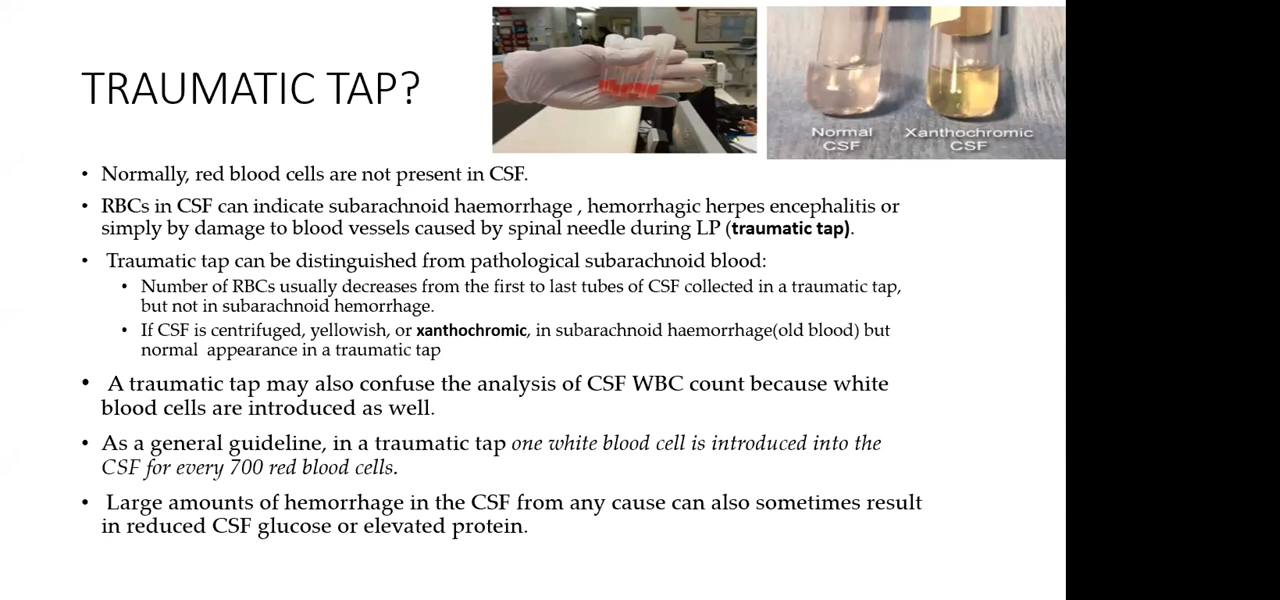 TRAUMATIC TAP?
Normal
CSF
Xanthochromic
CSF
• Normally, red blood cells are not present in CSF.
• RBCs in CSF can indicate subarachnoid haemorrhage , hemorrhagic herpes encephalitis or
simply by damage to blood vessels caused by spinal needle during LP (traumatic tap).
• Traumatic tap can be distinguished from pathological subarachnoid blood:
• Number of RBCs usually decreases from the first to last tubes of CSF collected in a traumatic tap,
but not in subarachnoid hemorrhage.
• If CSF is centrifuged, yellowish, or xanthochromic, in subarachnoid haemorrhage(old blood) but
normal appearance in a traumatic tap
• A traumatic tap may also confuse the analysis of CSF WBC count because white
blood cells are introduced as well.
• As a general guideline, in a traumatic tap one white blood cell is introduced into the
CSF for every 700 red blood cells.
• Large amounts of hemorrhage in the CSF from any cause can also sometimes result
in reduced CSF glucose or elevated protein.